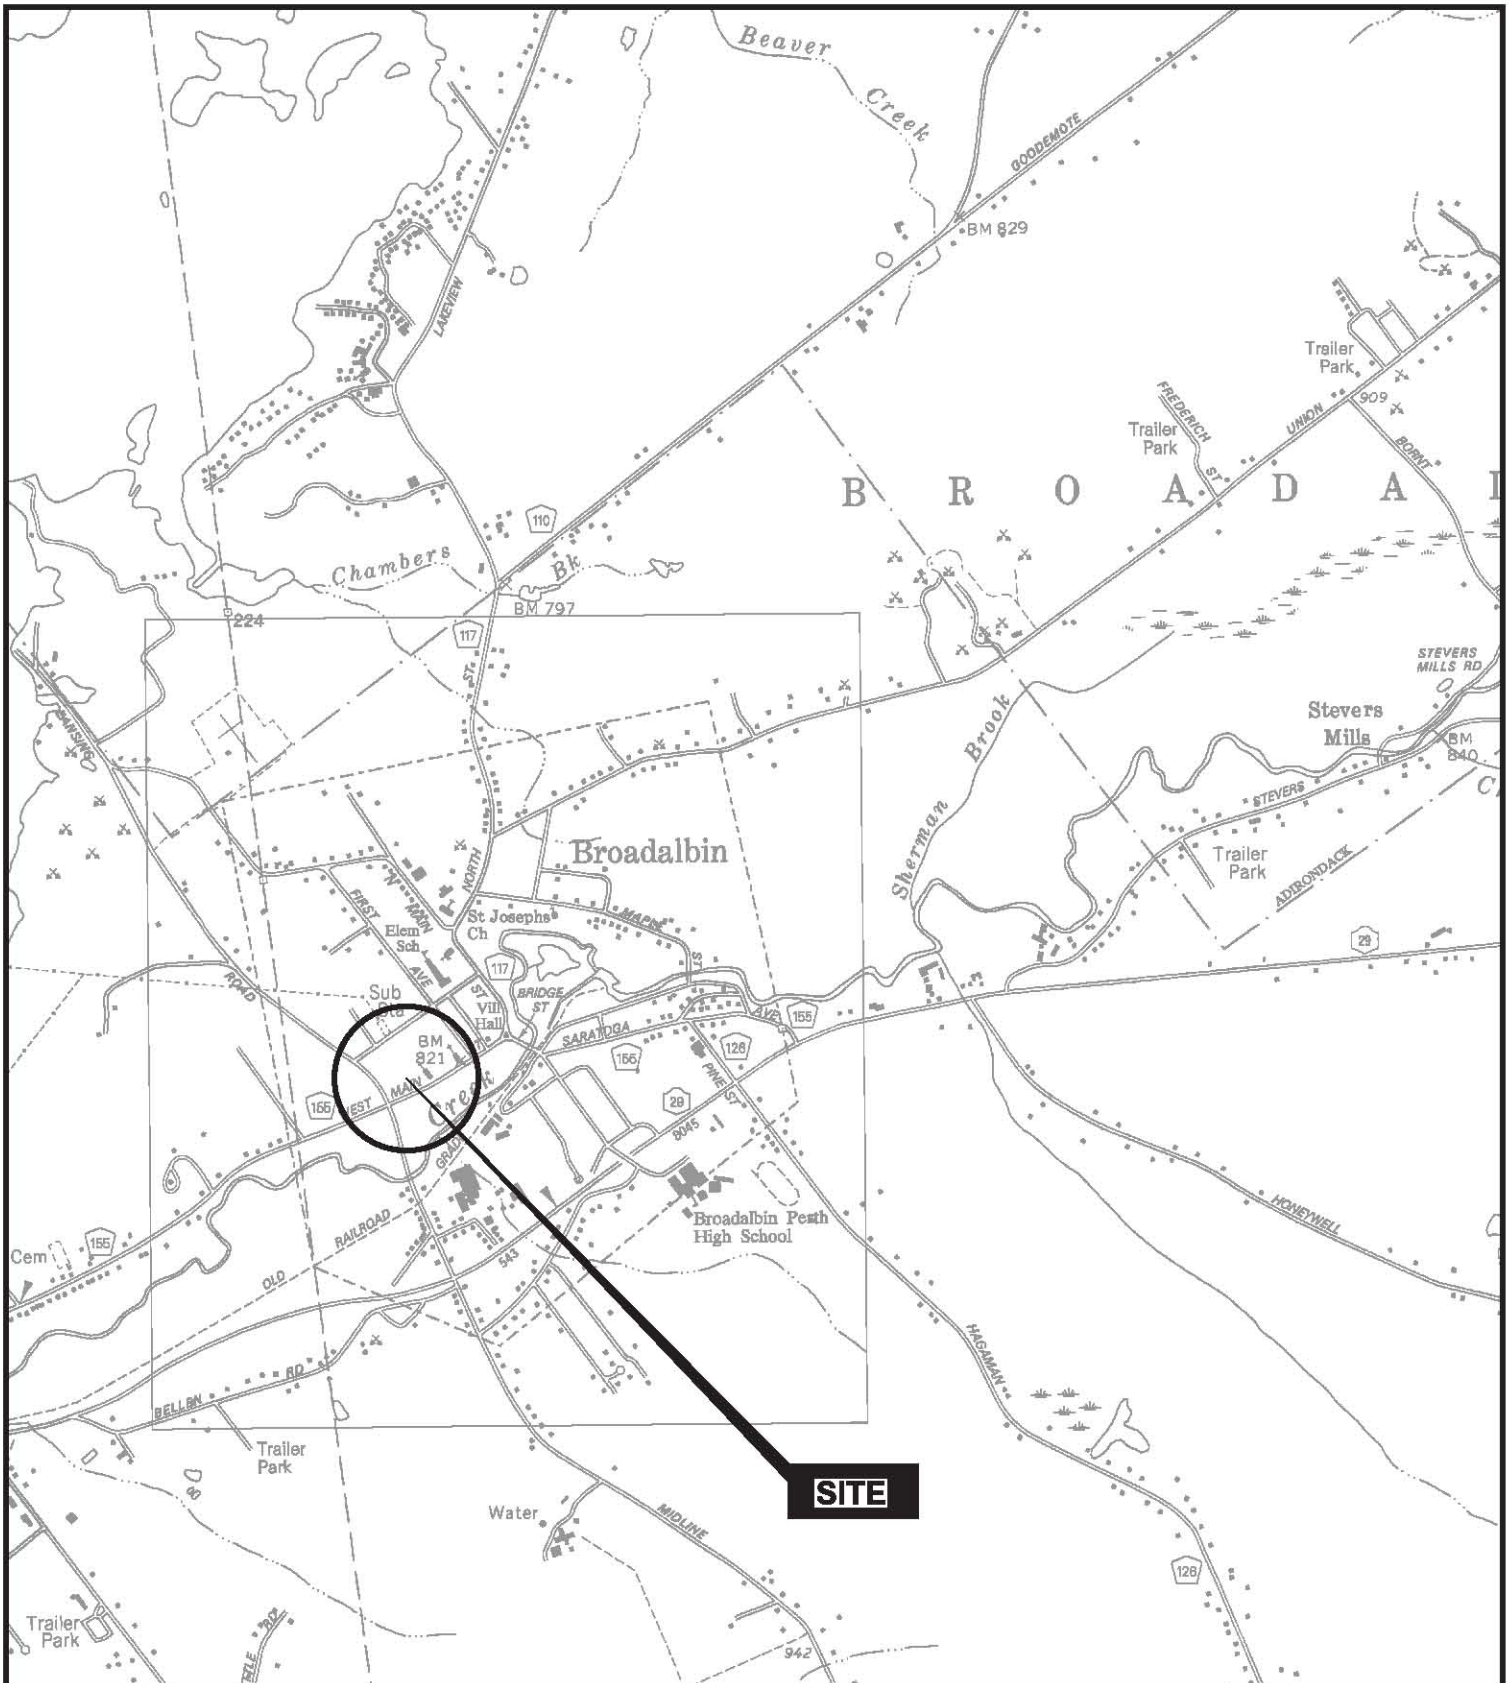 Beaver
Creek
GOODEMOTE
BM 829
LAKEVIEW
Trailer
Park
909
FREDERICH
ST
Trailer
Park
UNION
BORNT
B R O A D A
110
Chambers
Bk
BM 797
224
117
ST
STEVERS
MILLS RD
Stevers
Mills
BM
840
Brook
Sherman
STEVERS
Trailer
Park
ADIRONDACK
NORTH
Broadalbin
N
MAIN
ST
FIRST
AVE
Elem
Sch
St Josephs
Ch
MAPLE
ST
29
117
BRIDGE
ST
ROAD
Sub
Sta
Vill
Hall
BM
821
SARATOGA
AVE
155
155
126
PINE ST
155
WEST
MAIN
Creek
29
GRADE
Broadalbin Perth
High School
HONEYWELL
Cem
155
RAILROAD
OLD
543
HAGAMAN
RD
Trailer
Park
SITE
Water
MIDLINE
126
Trailer
Park
RD
942